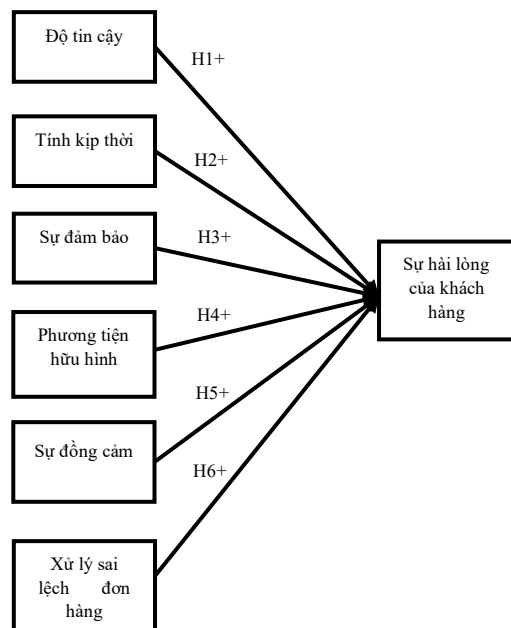 Độ tin cậy
H1+
Tính kịp thời
H2+
Sự đảm bảo
H3+
Sự hài lòng
của khách
hàng
Phương tiện
hữu hình
H4+
H5+
Sự đồng cảm
H6+
Xử lý sai
lệch đơn
hàng